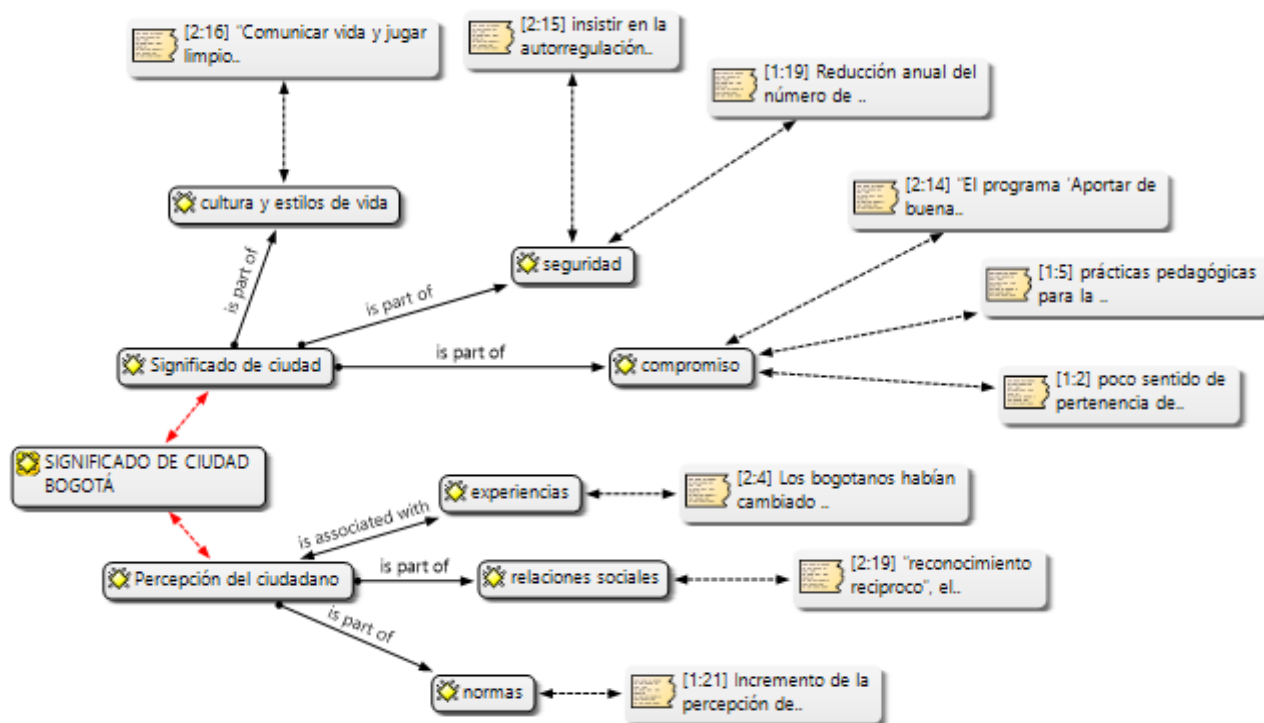 [2:16] "Comunicar vida y jugar
limpio..
[2:15] insistir en la
autorregulación..
[1:19] Reducción anual del
número de ..
[2:14] "El programa 'Aportar de
buena..
cultura y estilos de vida
is part of
seguridad
is part of
[1:5] prácticas pedagógicas
para la ..
is part of
Significado de ciudad
compromiso
[1:2] poco sentido de
pertenencia de..
SIGNIFICADO DE CIUDAD
BOGOTÁ
[2:4] Los bogotanos habían
cambiado ..
experiencias
is associated with
Percepción del ciudadano
is part of
relaciones sociales
[2:19] "reconocimiento
reciproco", el..
is part of
normas
[1:21] Incremento de la
percepción de..